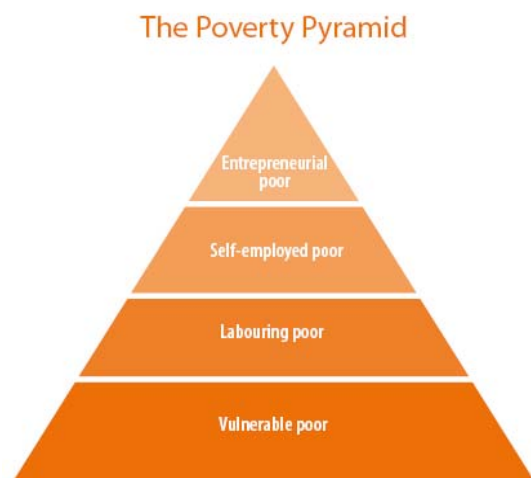 The Poverty Pyramid
Entrepreneurial
poor
Self-employed poor
Labouring poor
Vulnerable poor